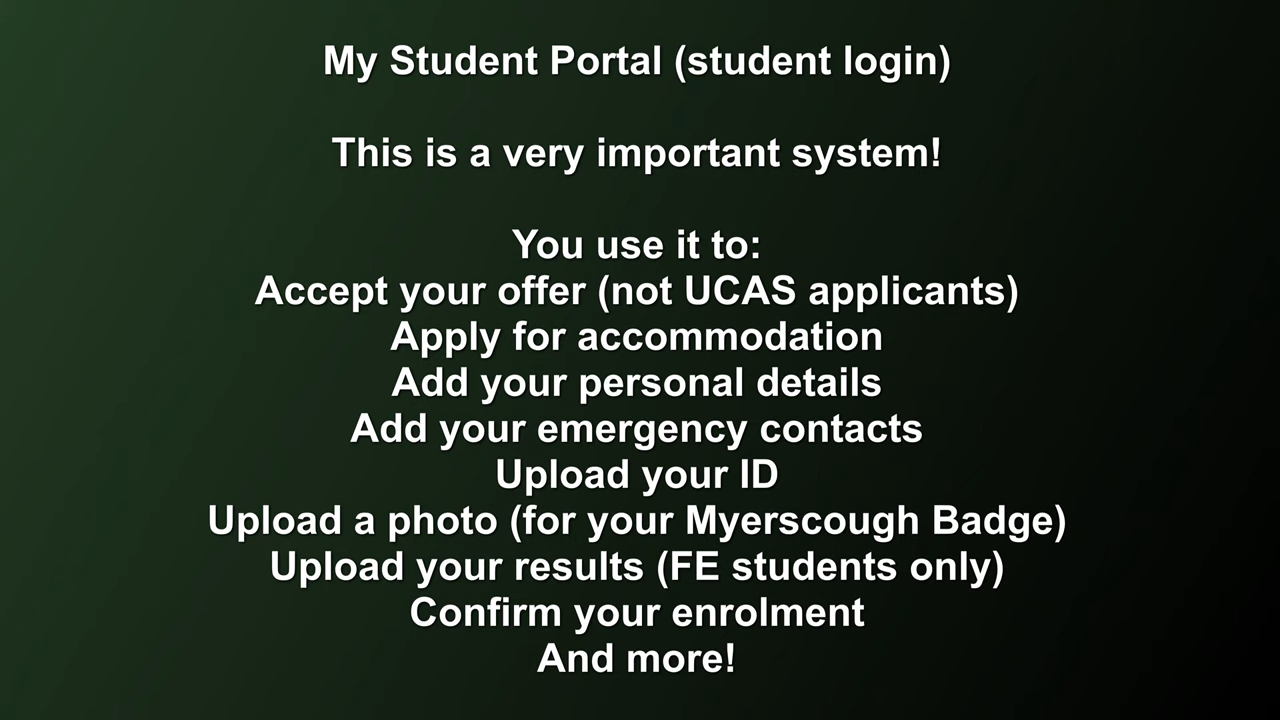 My Student Portal (student login)
This is a very important system!
You use it to:
Accept your offer (not UCAS applicants)
Apply for accommodation
Add your personal details
Add your emergency contacts
Upload your ID
Upload a photo (for your Myerscough Badge)
Upload your results (FE students only)
Confirm your enrolment
And more!